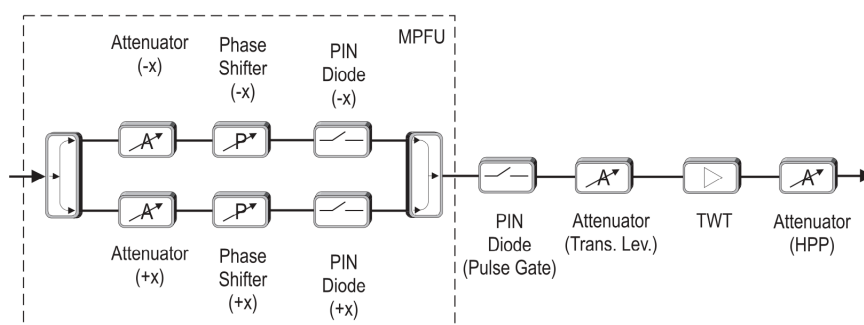 MPFU
Attenuator
(-x)
Phase
Shifter
(-x)
PIN
Diode
(-x)
A
P
A
P
Attenuator
(+x)
Phase
Shifter
(+x)
PIN
Diode
(+x)
PIN
Diode
(Pulse Gate)
A
Attenuator
(Trans. Lev.)
TWT
A
Attenuator
(HPP)